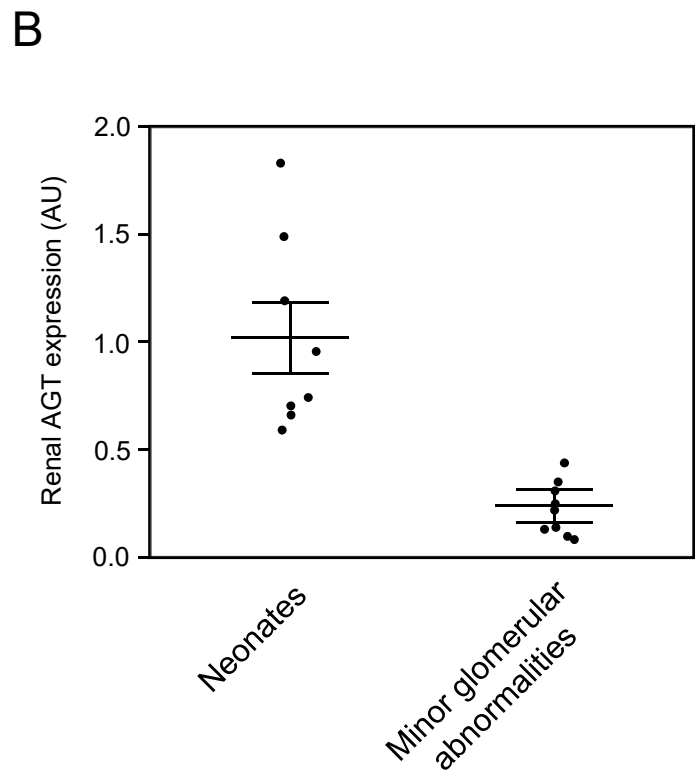 B
Renal AGT expression (AU)
2.0
1.5
1.0
0.5
0.0
Neonates
Minor glomerular
abnormalities